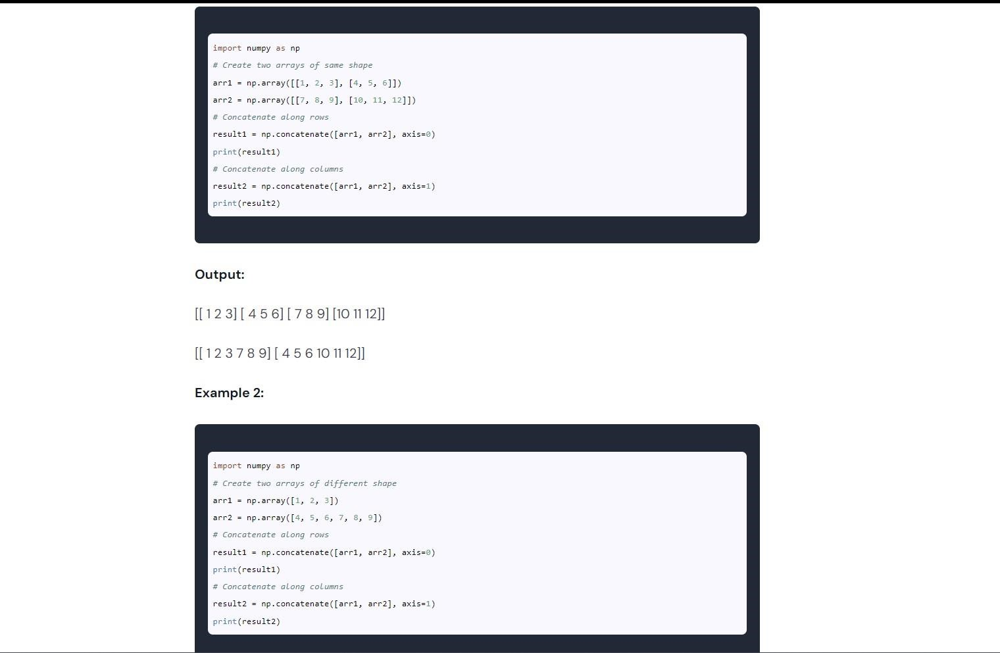 import numpy as np
# Create two arrays of same shape
arr1 = np.array([[1, 2, 3], [4, 5, 6]])
arr2 = np.array([[7, 8, 9], [10, 11, 12]])
# Concatenate along rows
result1 = np.concatenate([arr1, arr2], axis=0)
print(result1)
# Concatenate along columns
result2 = np.concatenate([arr1, arr2], axis=1)
print(result2)
Output:
[[ 1 2 3] [ 4 5 6] [ 7 8 9] [10 11 12]]
[[ 1 2 3 7 8 9] [ 4 5 6 10 11 12]]
Example 2:
import numpy as np
# Create two arrays of different shape
arr1 = np.array([1, 2, 3])
arr2 = np.array([4, 5, 6, 7, 8, 9])
# Concatenate along rows
result1 = np.concatenate([arr1, arr2], axis=0)
print(result1)
# Concatenate along columns
result2 = np.concatenate([arr1, arr2], axis=1)
print(result2)